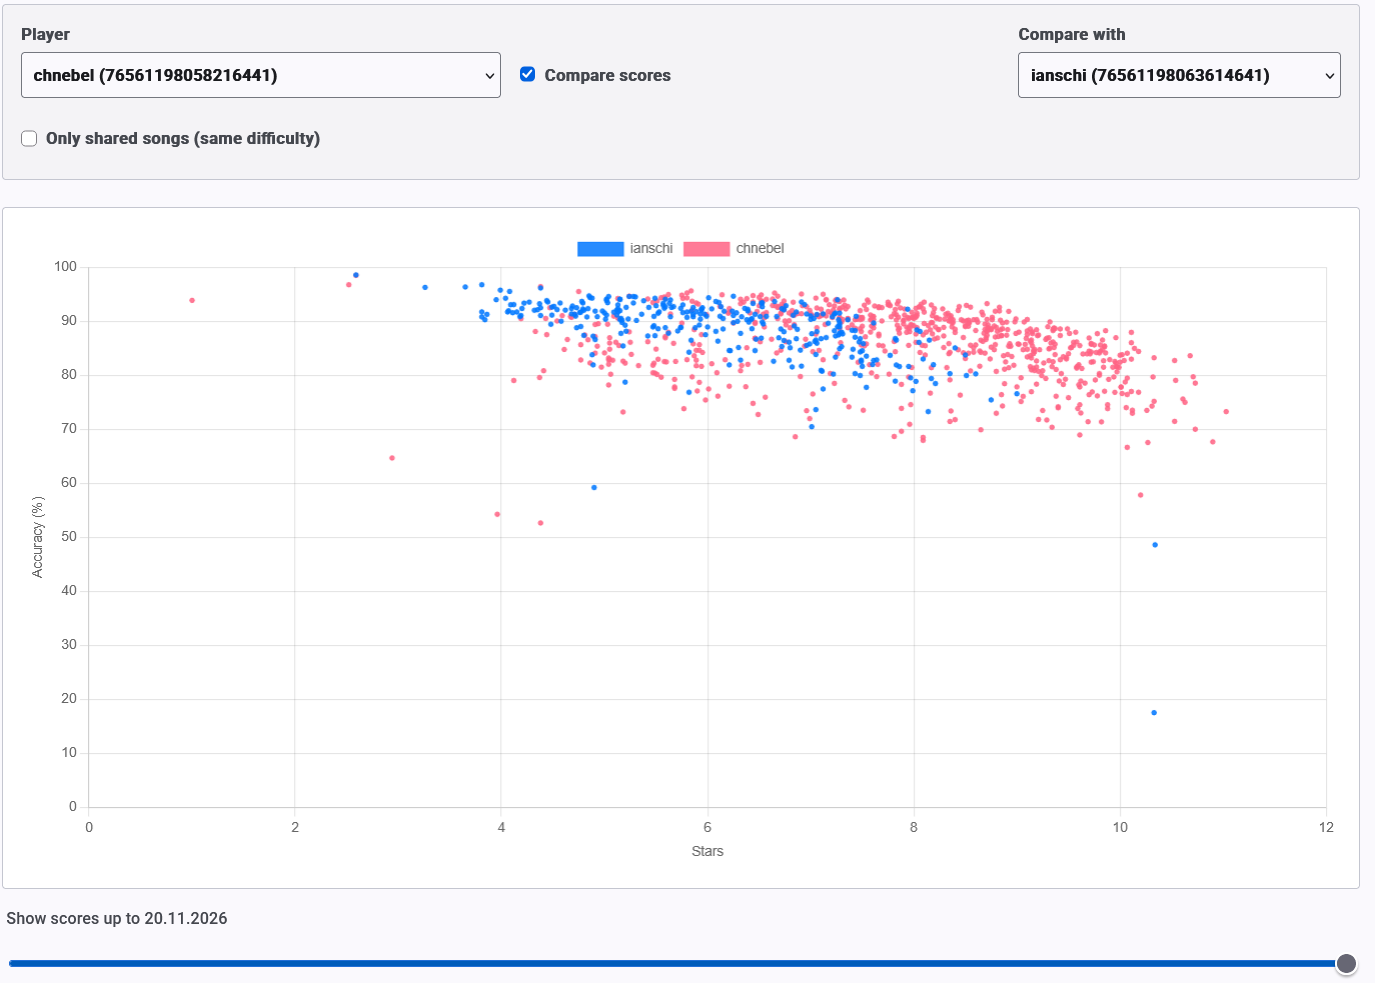 Player
Compare with
chnebel (76561198058216441)
Compare scores
ianschi (76561198063614641)
Only shared songs (same difficulty)
ianschi
chnebel
100
90
80
70
60
50
40
30
20
10
0
Accuracy (%)
0
2
4
6
8
10
12
Stars
Show scores up to 20.11.2026